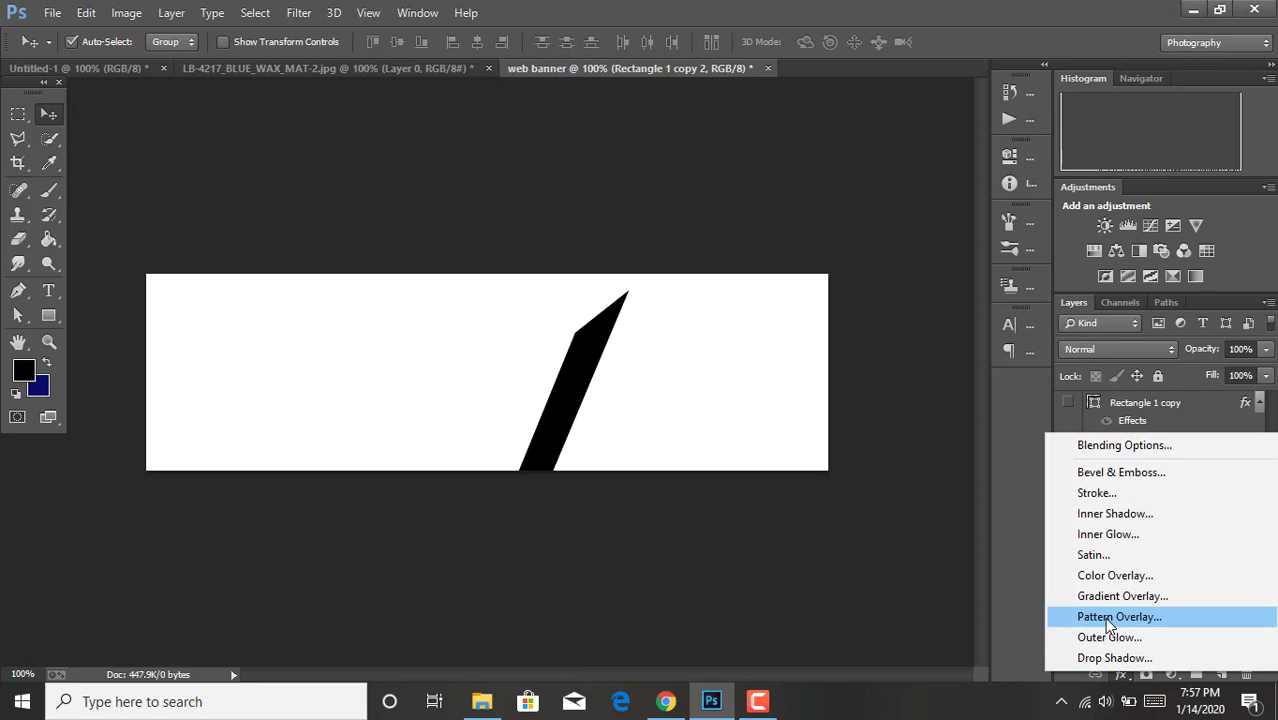 Ps File Edit Image Layer Type Select Filter 3D View Window Help
Auto-Select: Group Show Transform Controls 3D Mode: Photography
Untitled-1 @ 100% (RGB/8) * × LB-4217_BLUE_WAX_MAT-2.jpg @ 100% (Layer 0, RGB/8#) * × web banner @ 100% (Rectangle 1 copy 2, RGB/8) * ×
Histogram Navigator
Adjustments
Add an adjustment
Layers Channels Paths
Kind
Normal Opacity: 100%
Lock: Fill: 100%
Rectangle 1 copy fx
Effects
Blending Options...
Bevel & Emboss...
Stroke...
Inner Shadow...
Inner Glow...
Satin...
Color Overlay...
Gradient Overlay...
Pattern Overlay...
Outer Glow...
Drop Shadow...
100% Doc: 447.9K/0 bytes
Type here to search
7:57 PM
1/14/2020